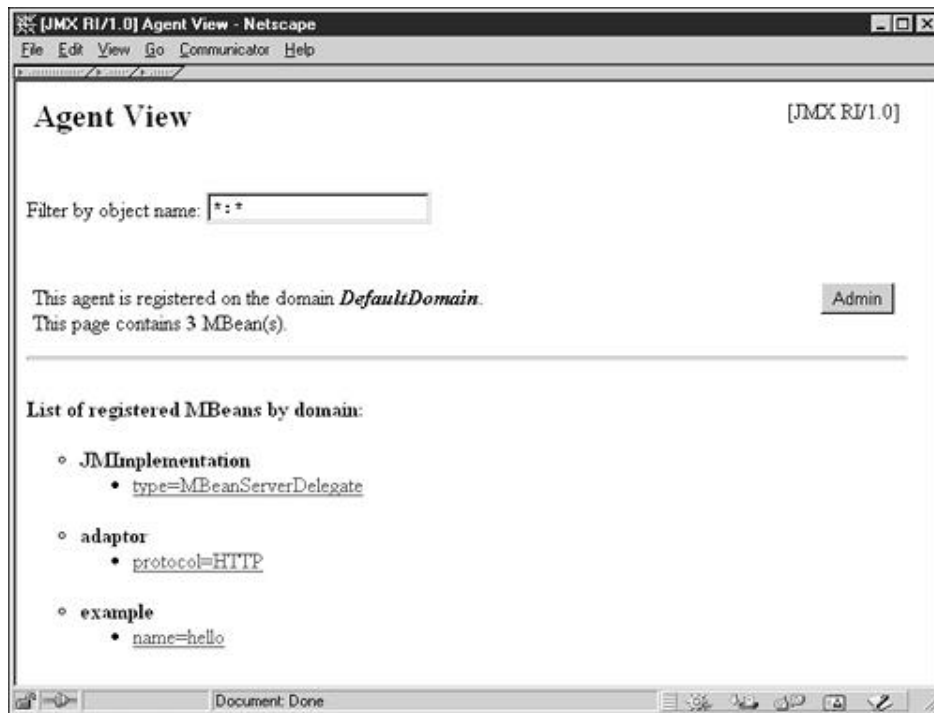 [JMX RI/1.0] Agent View - Netscape
File Edit View Go Communicator Help
Agent View
[JMX RI/1.0]
Filter by object name: *:*
This agent is registered on the domain DefaultDomain.
Admin
This page contains 3 MBean(s).
List of registered MBeans by domain:
JMImplementation
type=MBeanServerDelegate
adaptor
protocol=HTTP
example
name=hello
Document: Done